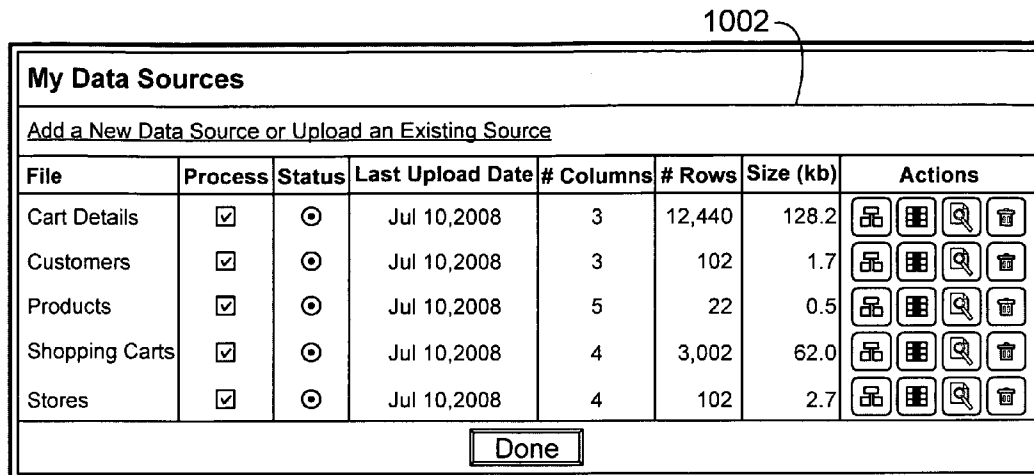 1002
My Data Sources
Add a New Data Source or Upload an Existing Source
File Process Status Last Upload Date # Columns # Rows Size (kb) Actions
Cart Details Jul 10,2008 3 12,440 128.2
Customers Jul 10,2008 3 102 1.7
Products Jul 10,2008 5 22 0.5
Shopping Carts Jul 10,2008 4 3,002 62.0
Stores Jul 10,2008 4 102 2.7
Done